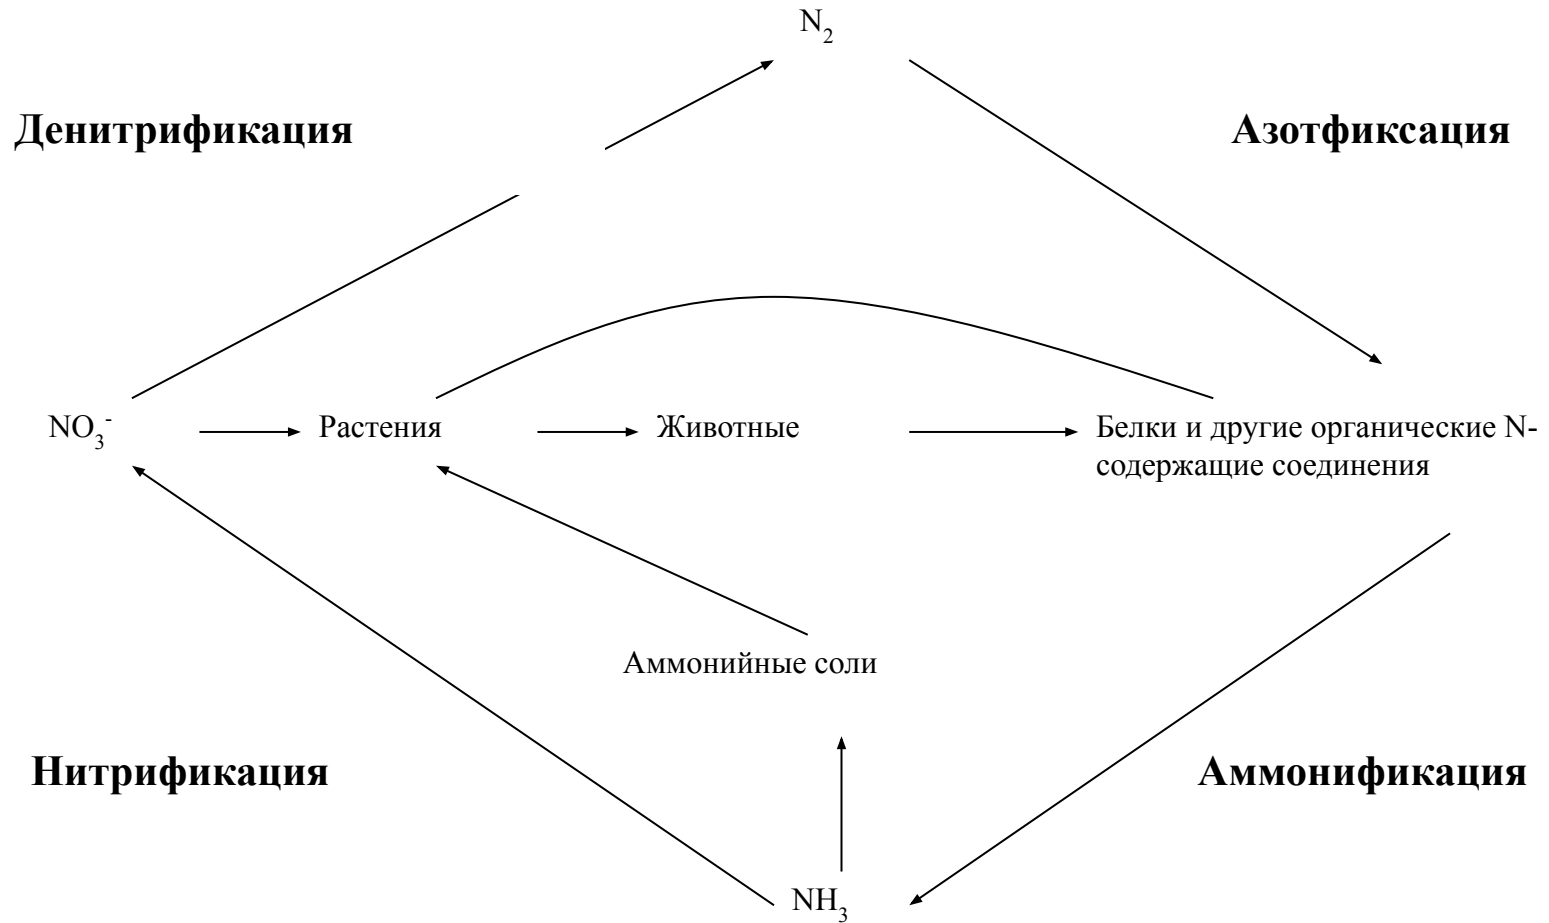 N₂
Денитрификация
Азотфиксация
NO₃⁻
Растения
Животные
Белки и другие органические N-
содержащие соединения
Аммонийные соли
Нитрификация
Аммонификация
NH₃